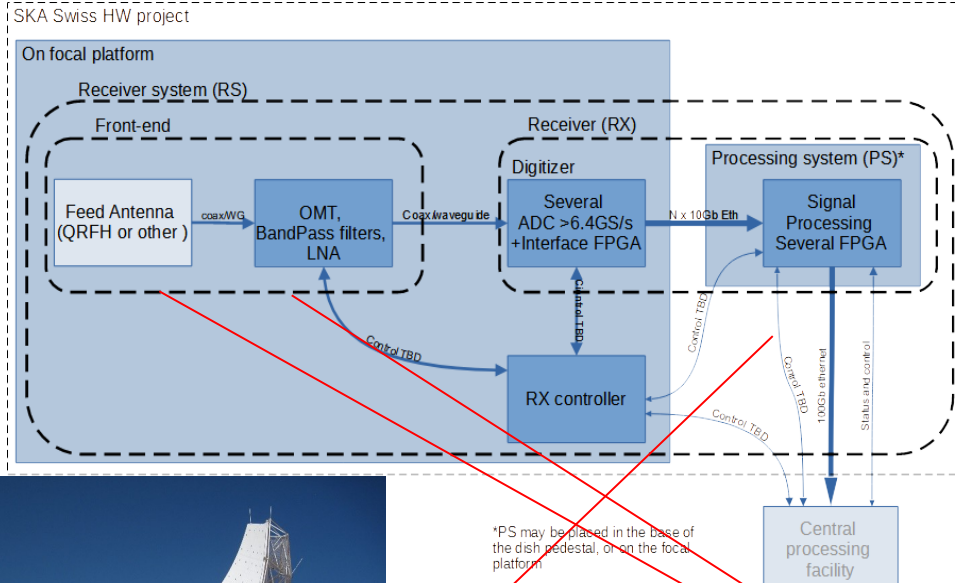 SKA Swiss HW project
On focal platform
Receiver system (RS)
Front-end
Receiver (RX)
Processing system (PS)*
Digitizer
Feed Antenna
(QRFH or other )
coax/WG
OMT,
BandPass filters,
LNA
Coax/waveguide
Several
ADC >6.4GS/s
+Interface FPGA
N x 10Gb Eth
Signal
Processing
Several FPGA
Control TBD
Control TBD
Control TBD
Control TBD
100Gb ethernet
Status and control
RX controller
Control TBD
*PS may be placed in the base of
the dish pedestal, or on the focal
platform
Central
processing
facility